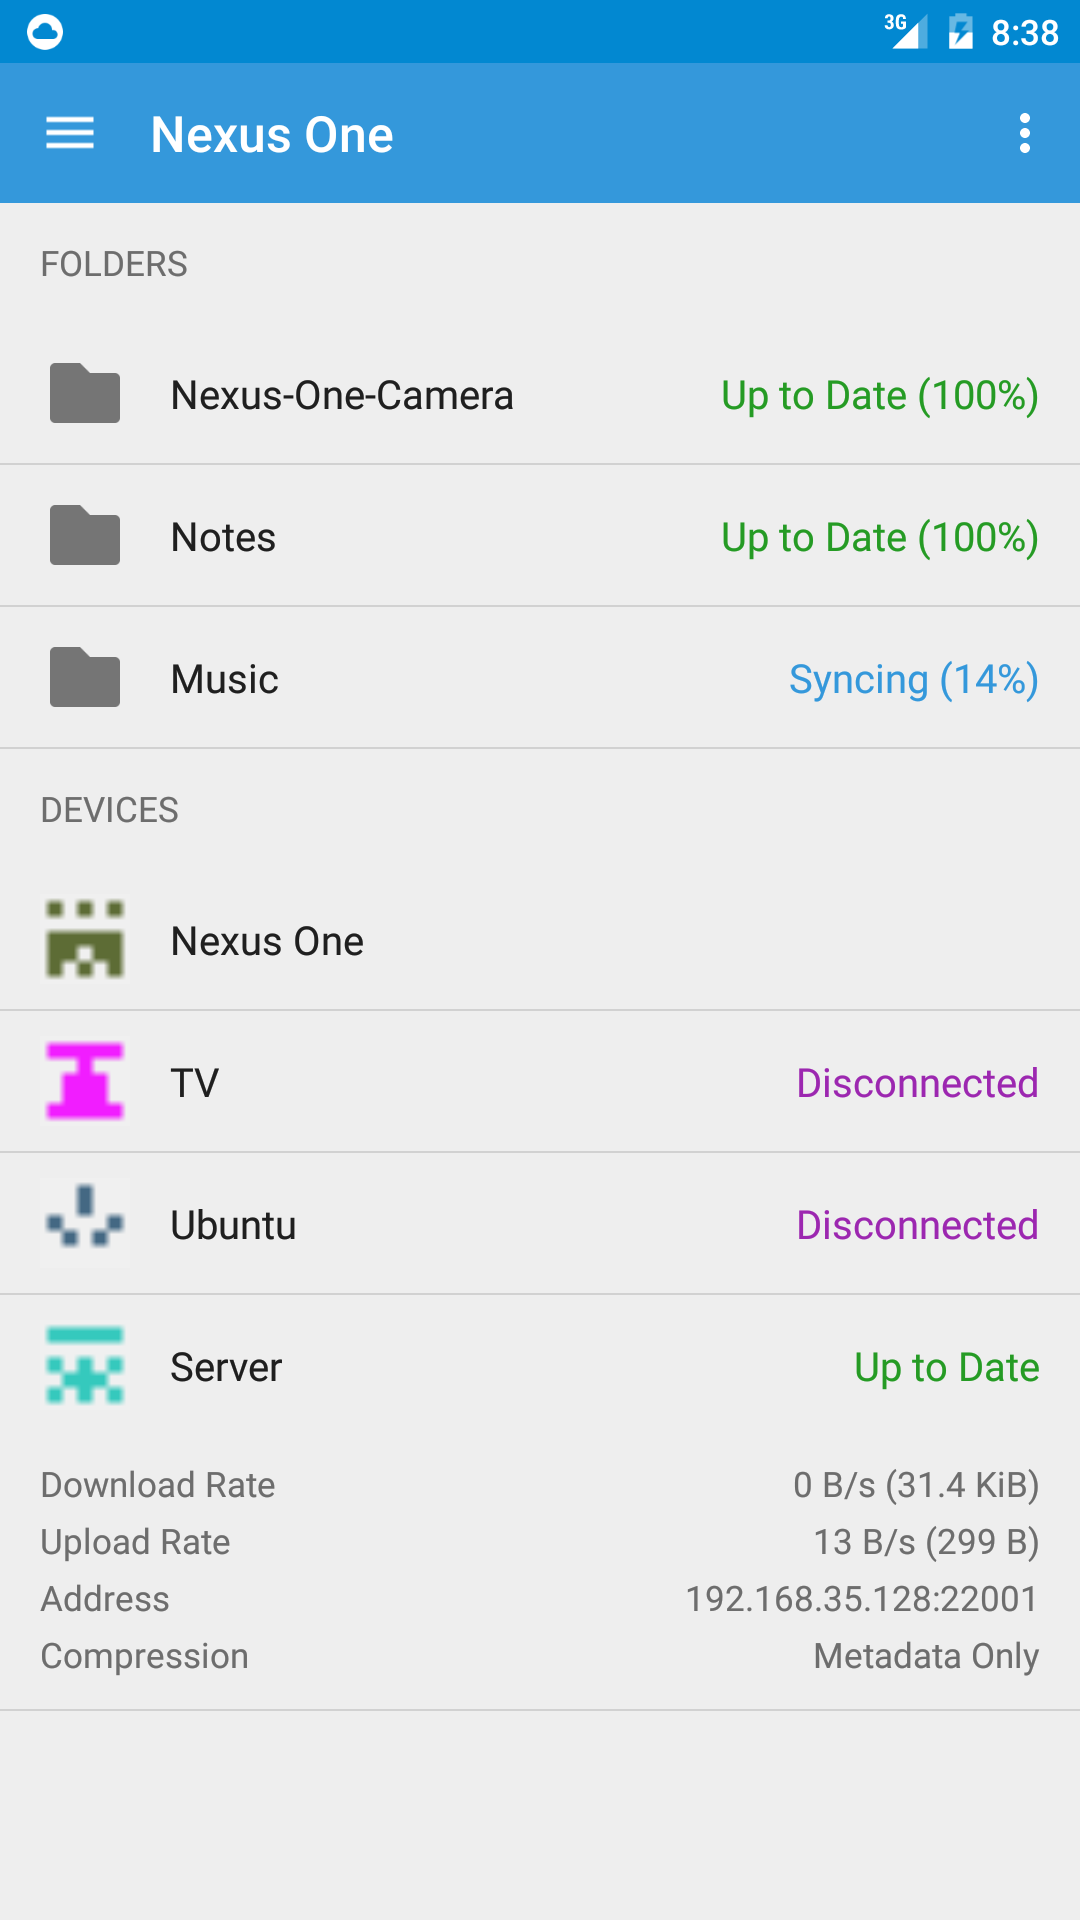 3G 8:38
Nexus One
FOLDERS
Nexus-One-Camera Up to Date (100%)
Notes Up to Date (100%)
Music Syncing (14%)
DEVICES
Nexus One
TV Disconnected
Ubuntu Disconnected
Server Up to Date
Download Rate 0 B/s (31.4 KiB)
Upload Rate 13 B/s (299 B)
Address 192.168.35.128:22001
Compression Metadata Only